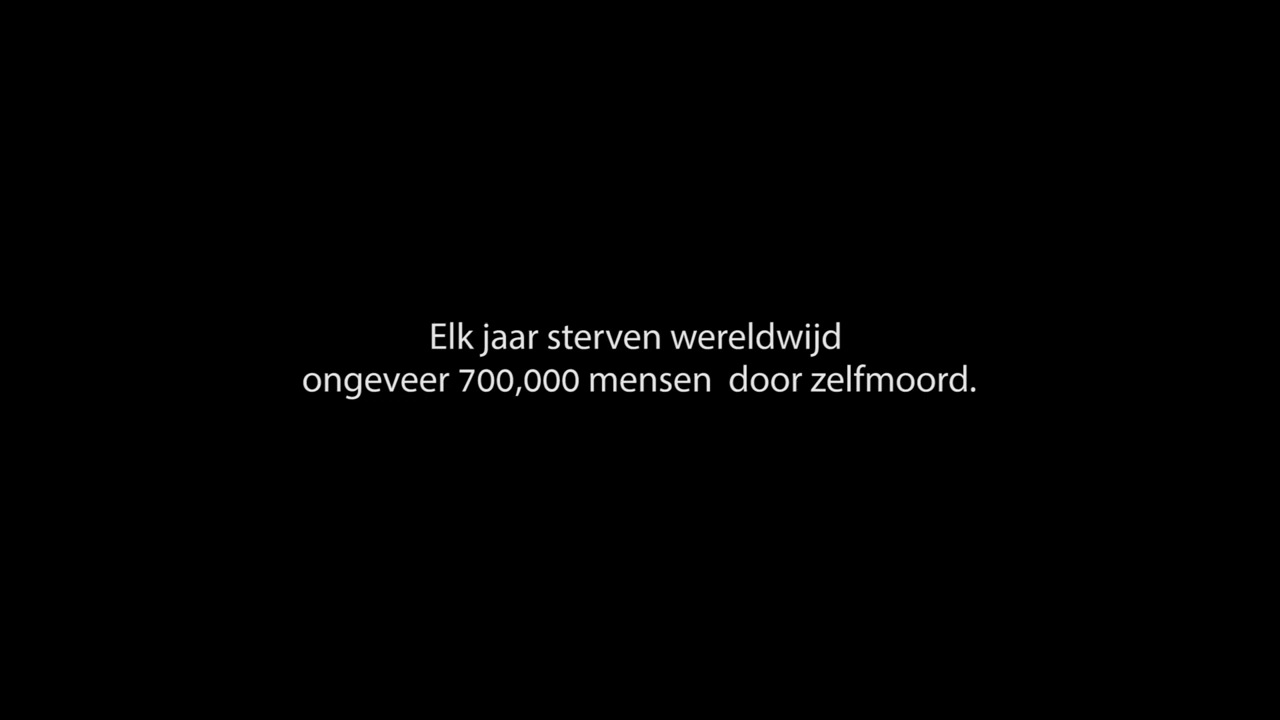 Elk jaar sterven wereldwijd
ongeveer 700,000 mensen  door zelfmoord.